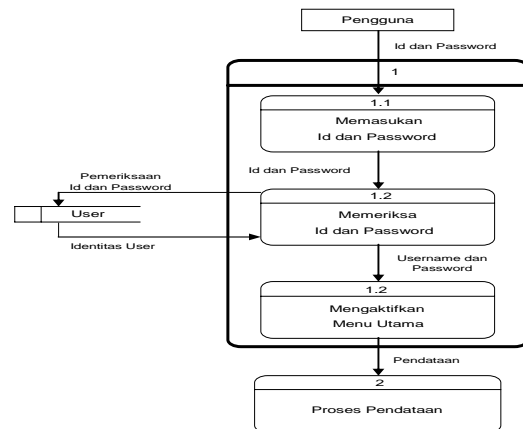 Pengguna
Id dan Password
1
1.1
Memasukan
Id dan Password
Id dan Password
Pemeriksaan
Id dan Password
1.2
Memeriksa
Id dan Password
User
Identitas User
Username dan
Password
1.2
Mengaktifkan
Menu Utama
Pendataan
2
Proses Pendataan